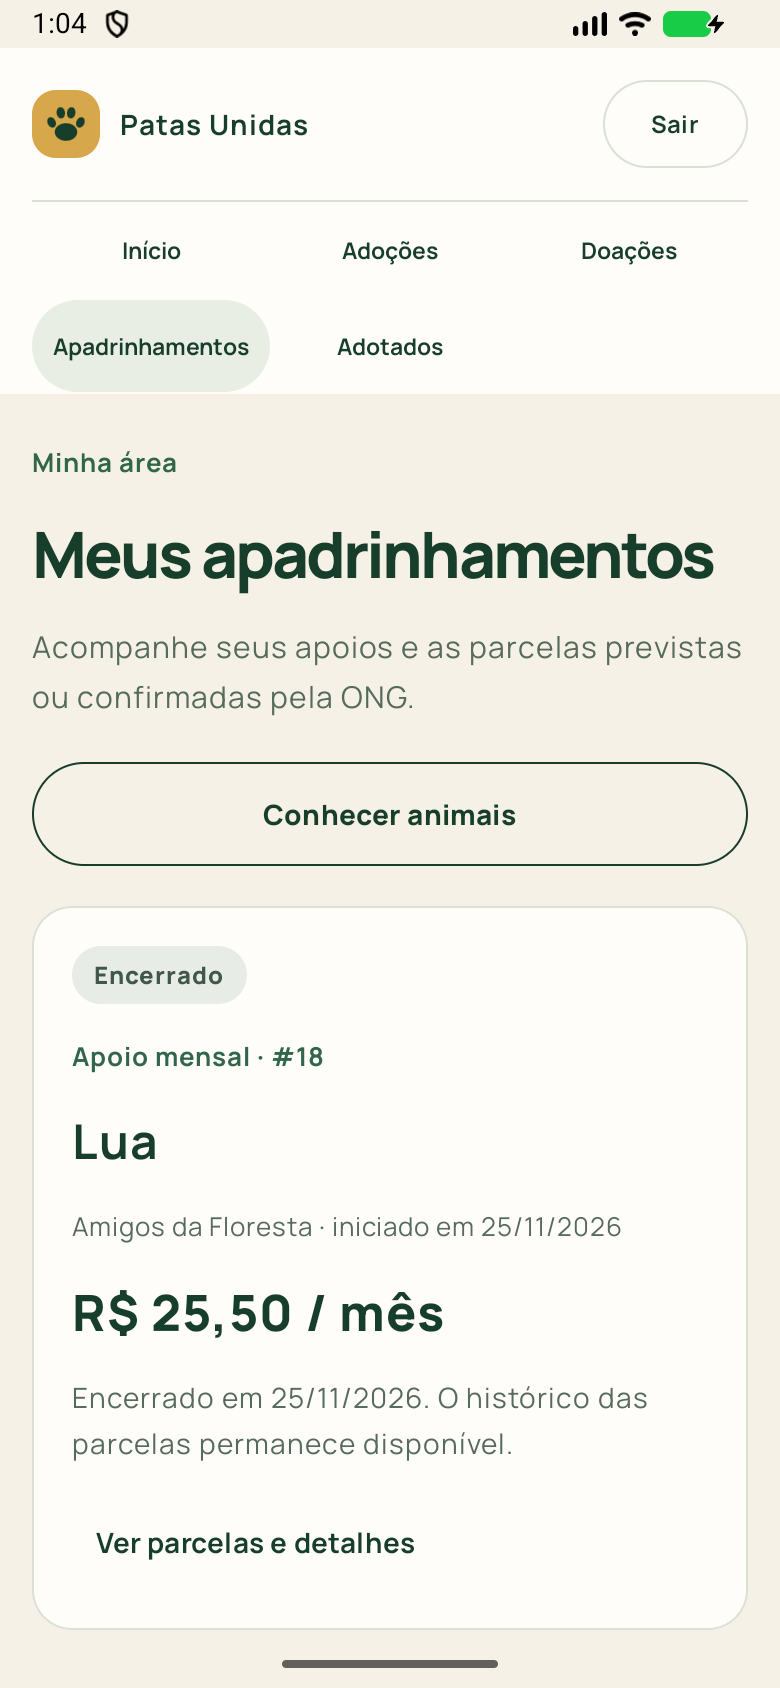 1:04
Patas Unidas
Sair
Início
Adoções
Doações
Apadrinhamentos
Adotados
Minha área
Meus apadrinhamentos
Acompanhe seus apoios e as parcelas previstas
ou confirmadas pela ONG.
Conhecer animais
Encerrado
Apoio mensal · #18
Lua
Amigos da Floresta · iniciado em 25/11/2026
R$ 25,50 / mês
Encerrado em 25/11/2026. O histórico das
parcelas permanece disponível.
Ver parcelas e detalhes